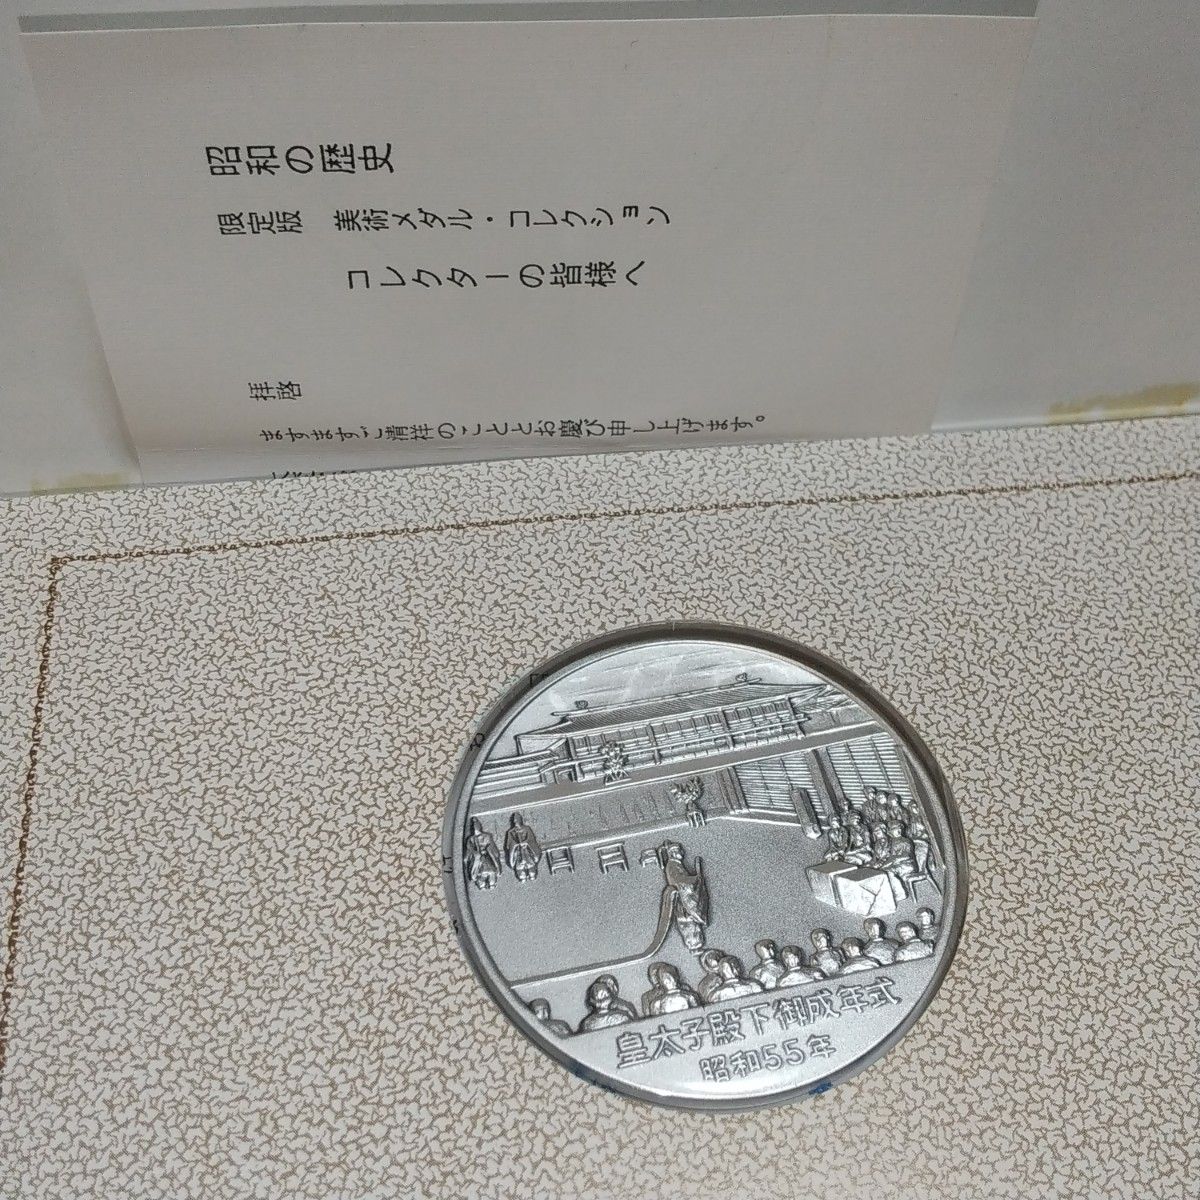 昭和の歴史
限定版　美術メダル・コレクション
コレクターの皆様へ
拝啓
ますますご清祥のこととお慶び申し上げます。
皇太子殿下御成年式
昭和55年